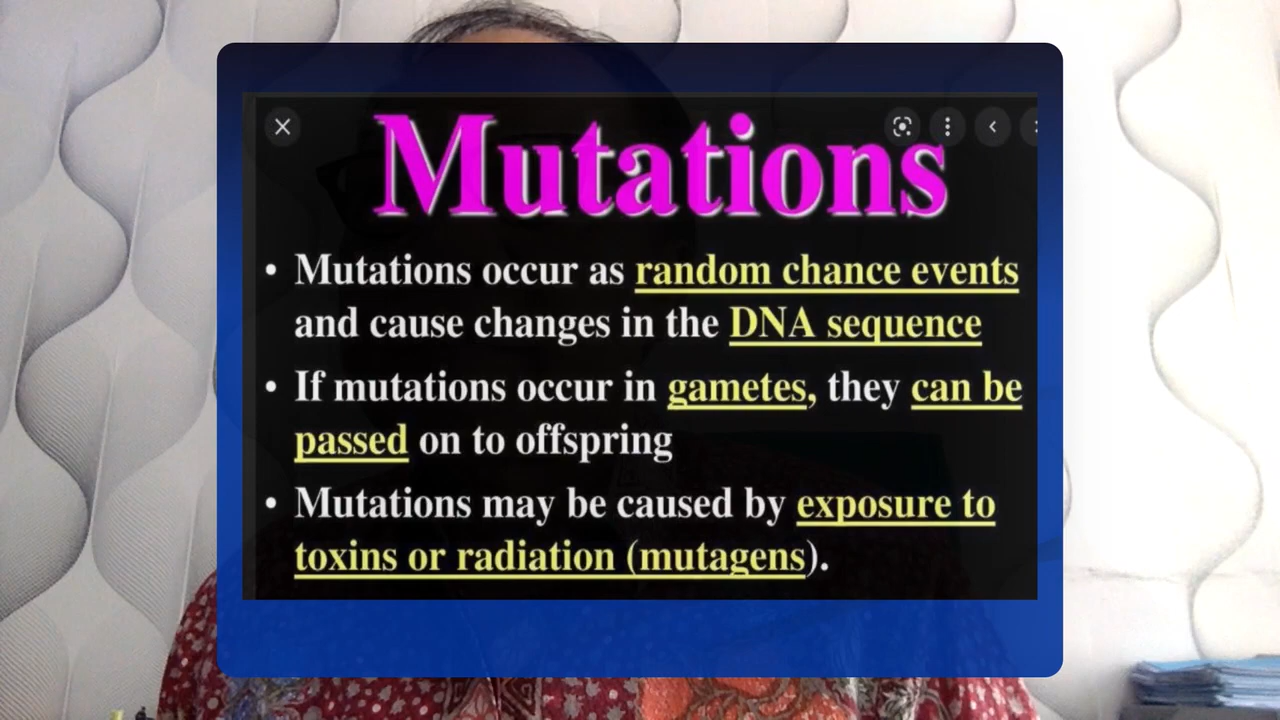 Mutations
• Mutations occur as random chance events
and cause changes in the DNA sequence
• If mutations occur in gametes, they can be
passed on to offspring
• Mutations may be caused by exposure to
toxins or radiation (mutagens).